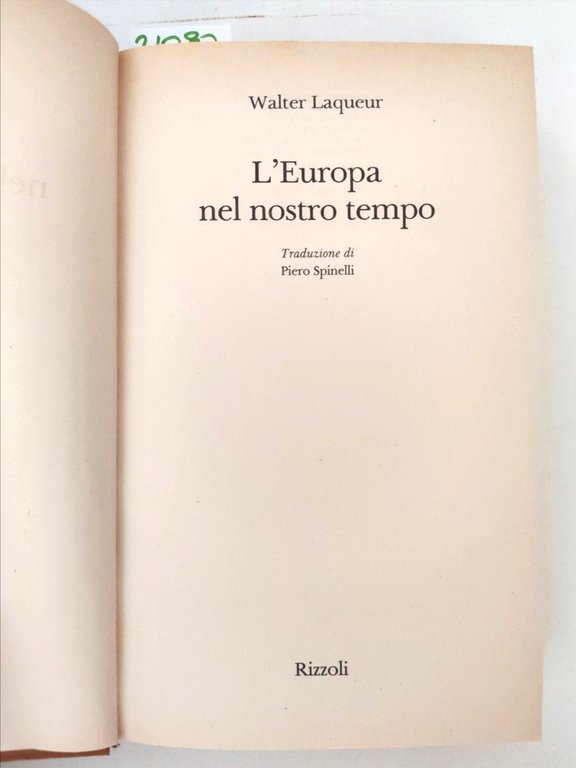 Walter Laqueur
L'Europa
nel nostro tempo
Traduzione di
Piero Spinelli
Rizzoli